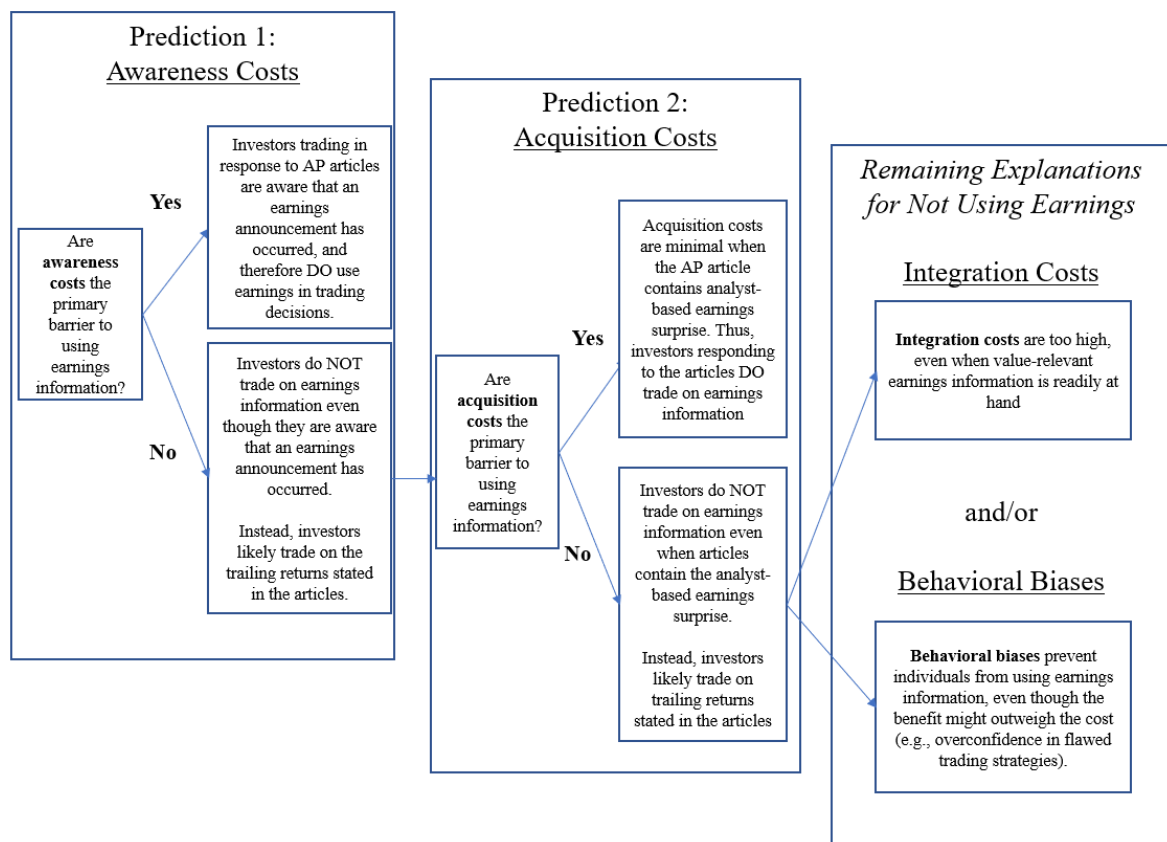 Prediction 1:
Awareness Costs
Are
awareness
costs the
primary
barrier to
using
earnings
information?
Yes
No
Investors trading in
response to AP articles
are aware that an
earnings
announcement has
occurred, and
therefore DO use
earnings in trading
decisions.
Investors do NOT
trade on earnings
information even
though they are aware
that an earnings
announcement has
occurred.
Instead, investors
likely trade on the
trailing returns stated
in the articles.
Prediction 2:
Acquisition Costs
Are
acquisition
costs the
primary
barrier to
using
earnings
information?
Yes
No
Acquisition costs
are minimal when
the AP article
contains analyst-
based earnings
surprise. Thus,
investors responding
to the articles DO
trade on earnings
information
Investors do NOT
trade on earnings
information even
when articles
contain the analyst-
based earnings
surprise.
Instead, investors
likely trade on
trailing returns
stated in the articles
Remaining Explanations
for Not Using Earnings
Integration Costs
Integration costs are too high,
even when value-relevant
earnings information is readily at
hand
and/or
Behavioral Biases
Behavioral biases prevent
individuals from using earnings
information, even though the
benefit might outweigh the cost
(e.g., overconfidence in flawed
trading strategies).